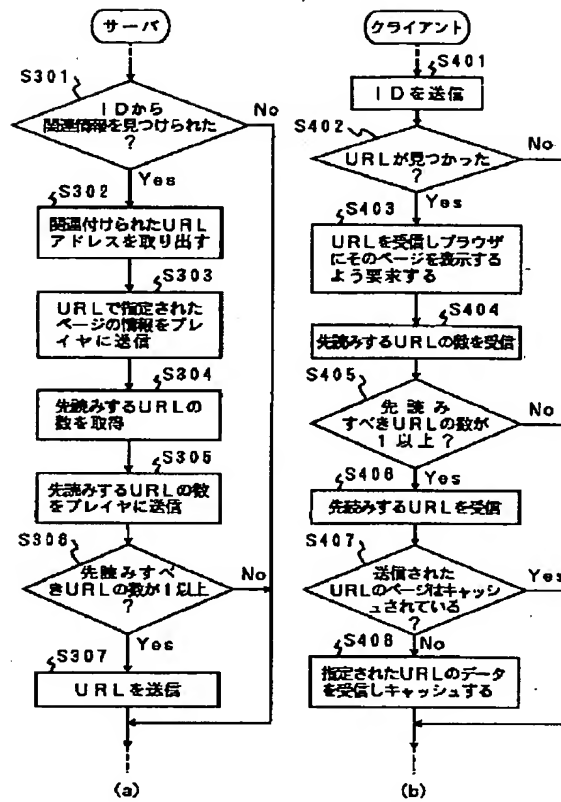 サーバ
S301
IDから
関連情報を見つけられた
?
No
Yes
S302
関連付けられたURL
アドレスを取り出す
S303
URLで指定された
ページの情報をプレイ
ヤに送信
S304
先読みするURLの
数を取得
S305
先読みするURLの数
をプレイヤに送信
S306
先読みすべ
きURLの数が1以上
?
No
Yes
S307
URLを送信
(a)
クライアント
S401
IDを送信
S402
URLが見つかった
?
No
Yes
S403
URLを受信しブラウザ
にそのページを表示する
よう要求する
S404
先読みするURLの数を受信
S405
先読み
すべきURLの数が
1以上?
No
Yes
S406
先読みするURLを受信
S407
送信された
URLのページはキャッシ
ュされている
?
Yes
No
S408
指定されたURLのデータ
を受信しキャッシュする
(b)